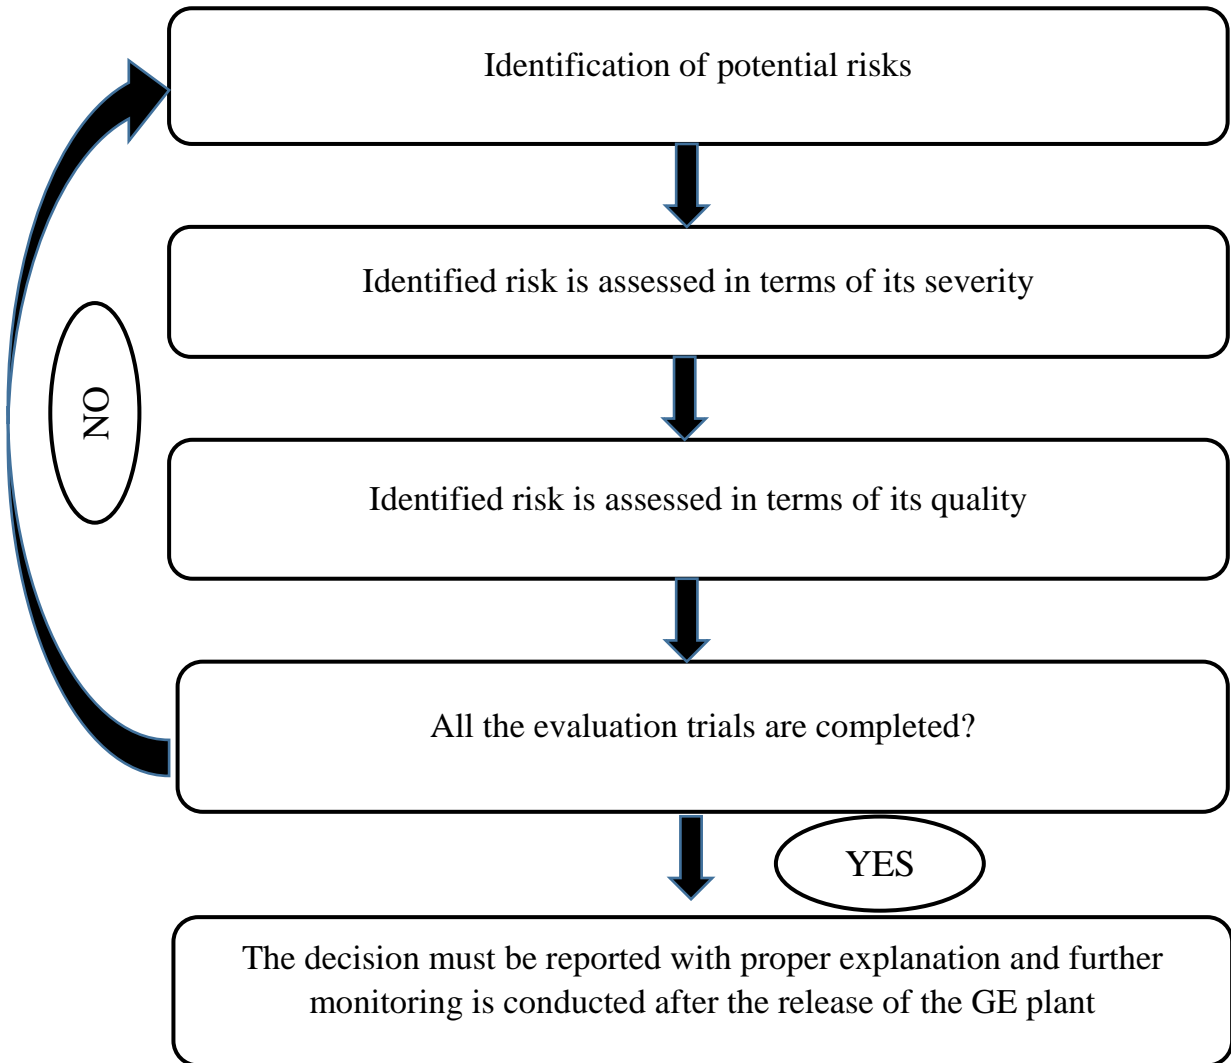 Identification of potential risks
Identified risk is assessed in terms of its severity
NO
Identified risk is assessed in terms of its quality
All the evaluation trials are completed?
YES
The decision must be reported with proper explanation and further
monitoring is conducted after the release of the GE plant